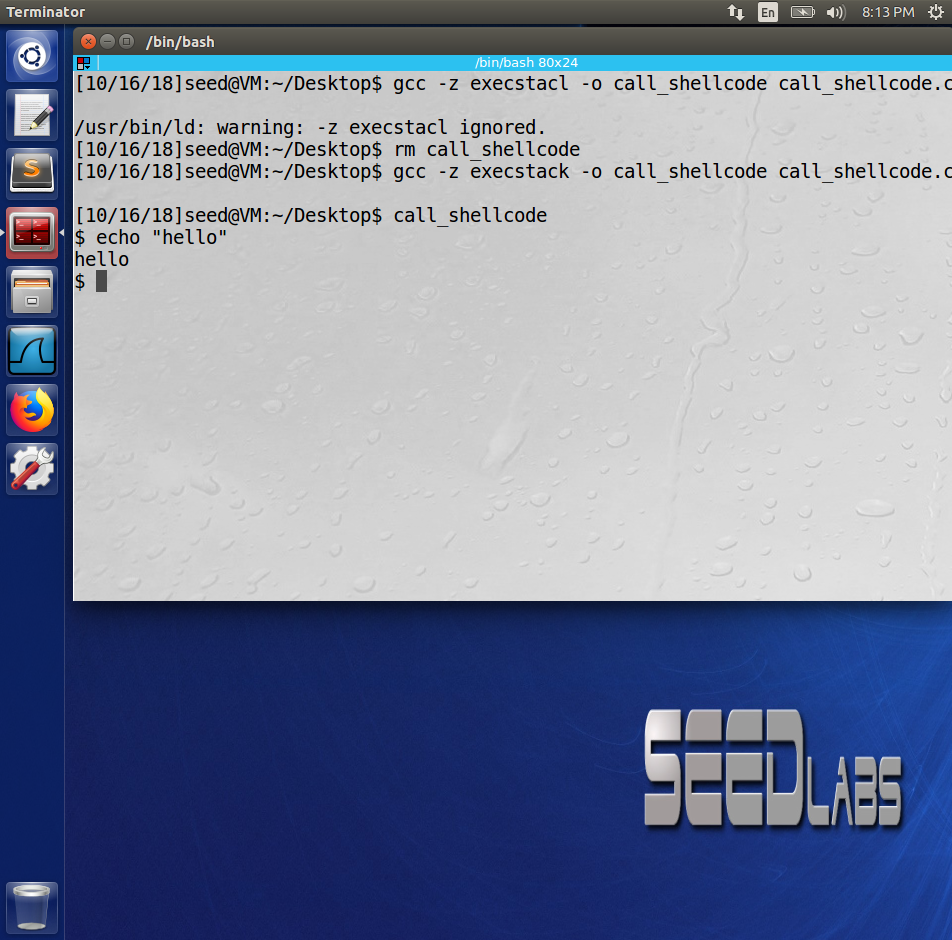 Terminator
En
8:13 PM
/bin/bash
/bin/bash 80x24
[10/16/18]seed@VM:~/Desktop$ gcc -z execstacl -o call_shellcode call_shellcode.c
/usr/bin/ld: warning: -z execstacl ignored.
[10/16/18]seed@VM:~/Desktop$ rm call_shellcode
[10/16/18]seed@VM:~/Desktop$ gcc -z execstack -o call_shellcode call_shellcode.c
[10/16/18]seed@VM:~/Desktop$ call_shellcode
$ echo "hello"
hello
$
SEEDLABS